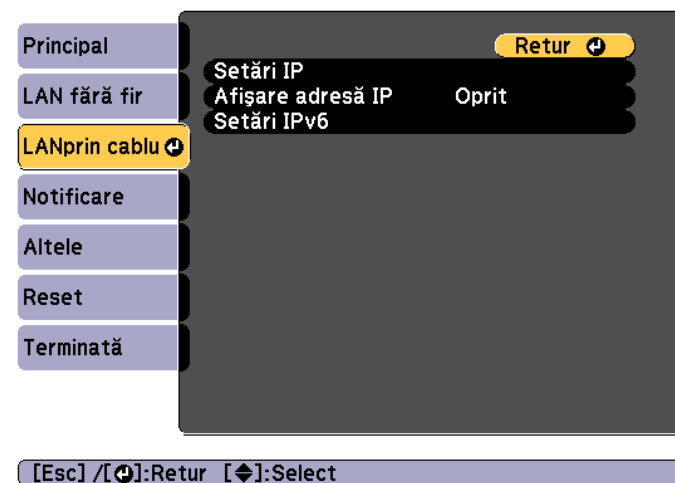 Principal
LAN fără fir
LANprin cablu
Notificare
Altele
Reset
Terminată
Retur
Setări IP
Afişare adresă IP Oprit
Setări IPv6
[Esc] /[ ]:Retur [ ]:Select